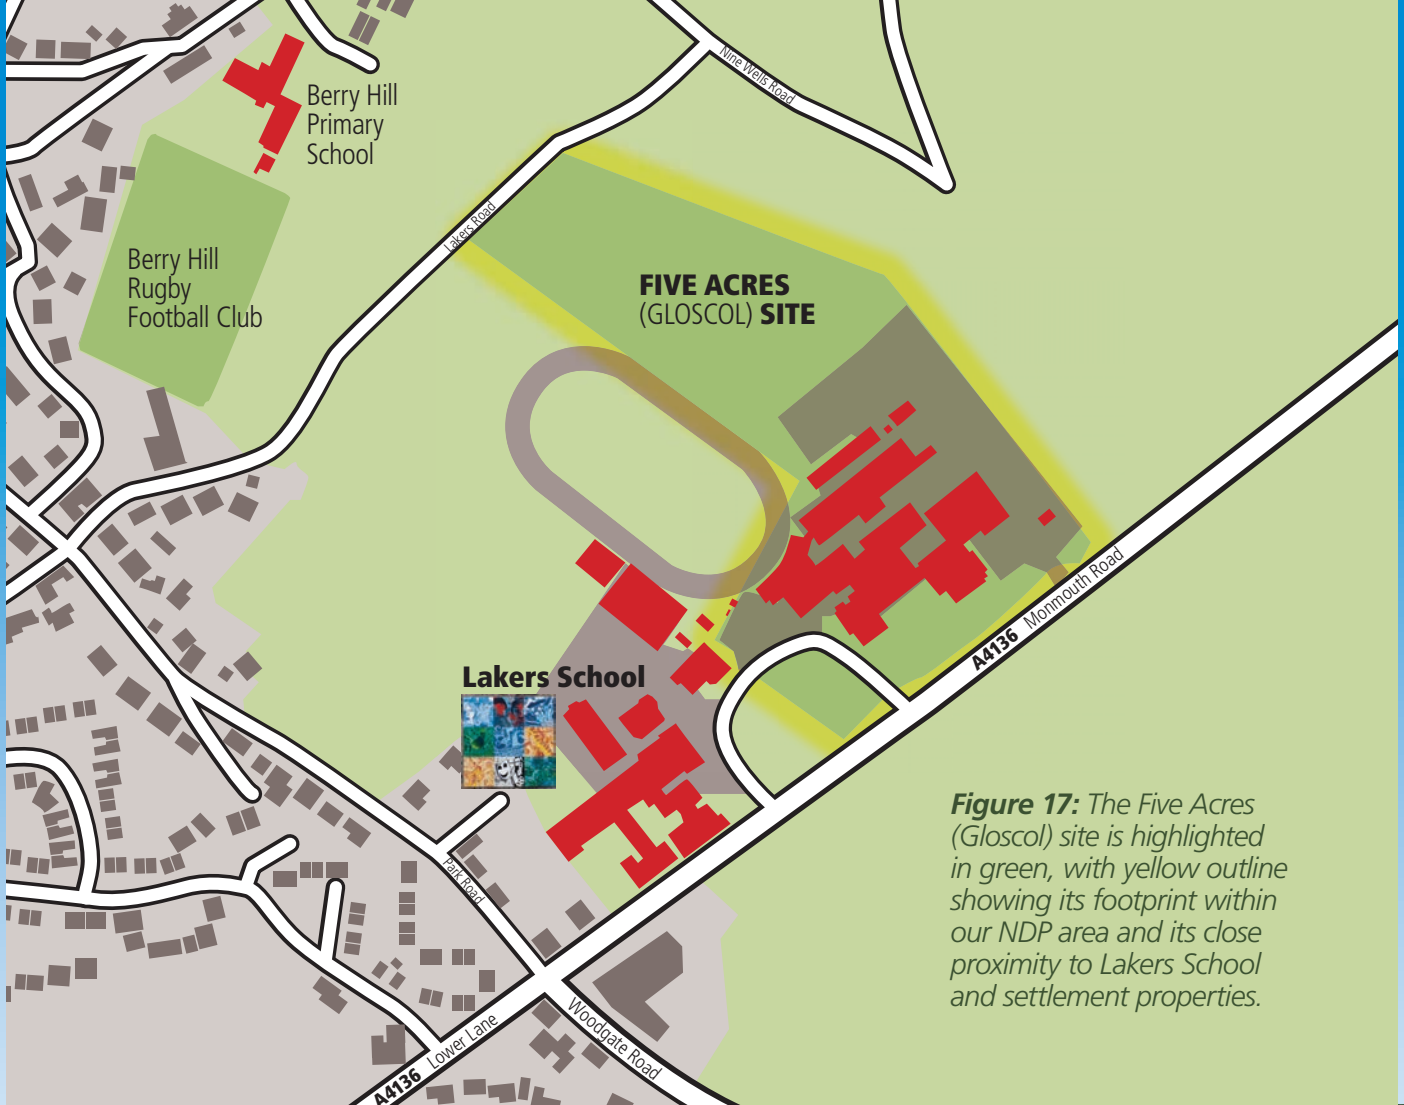 Nine Wells Road
Berry Hill
Primary
School
Lakers Road
Berry Hill
Rugby
Football Club
FIVE ACRES
(GLOSCOL) SITE
A4136 Monmouth Road
Lakers School
Figure 17: The Five Acres
(Gloscol) site is highlighted
in green, with yellow outline
showing its footprint within
our NDP area and its close
proximity to Lakers School
and settlement properties.
Park Road
Woodgate Road
A4136 Lower Lane